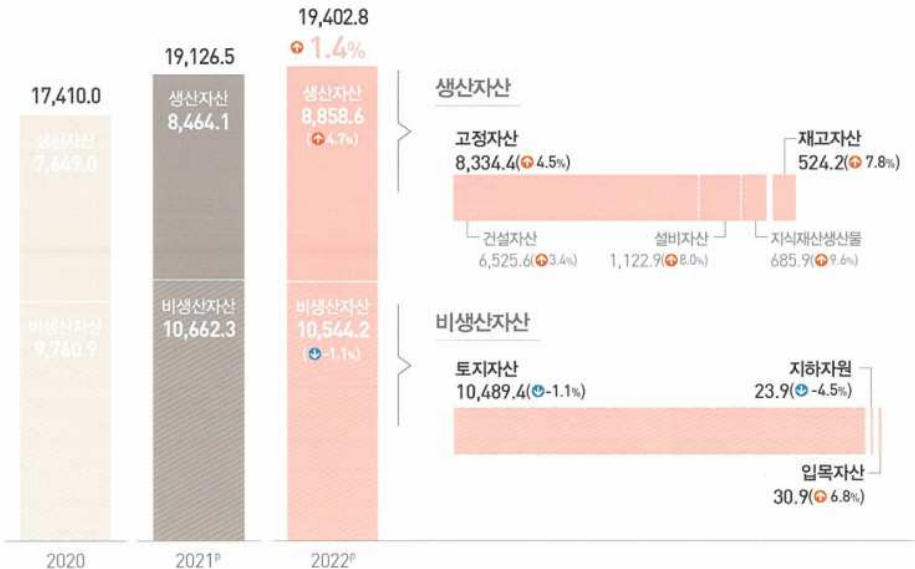 17,410.0
생산자산
7,649.0
비생산자산
9,760.9
2020
19,126.5
생산자산
8,464.1
비생산자산
10,662.3
2021ᵖ
19,402.8
1.4%
생산자산
8,858.6
(4.7%)
비생산자산
10,544.2
(-1.1%)
2022ᵖ
생산자산
고정자산
8,334.4(4.5%)
재고자산
524.2(7.8%)
건설자산
6,525.6(3.4%)
설비자산
1,122.9(8.0%)
지식재산생산물
685.9(9.6%)
비생산자산
토지자산
10,489.4(-1.1%)
지하자원
23.9(-4.5%)
입목자산
30.9(6.8%)